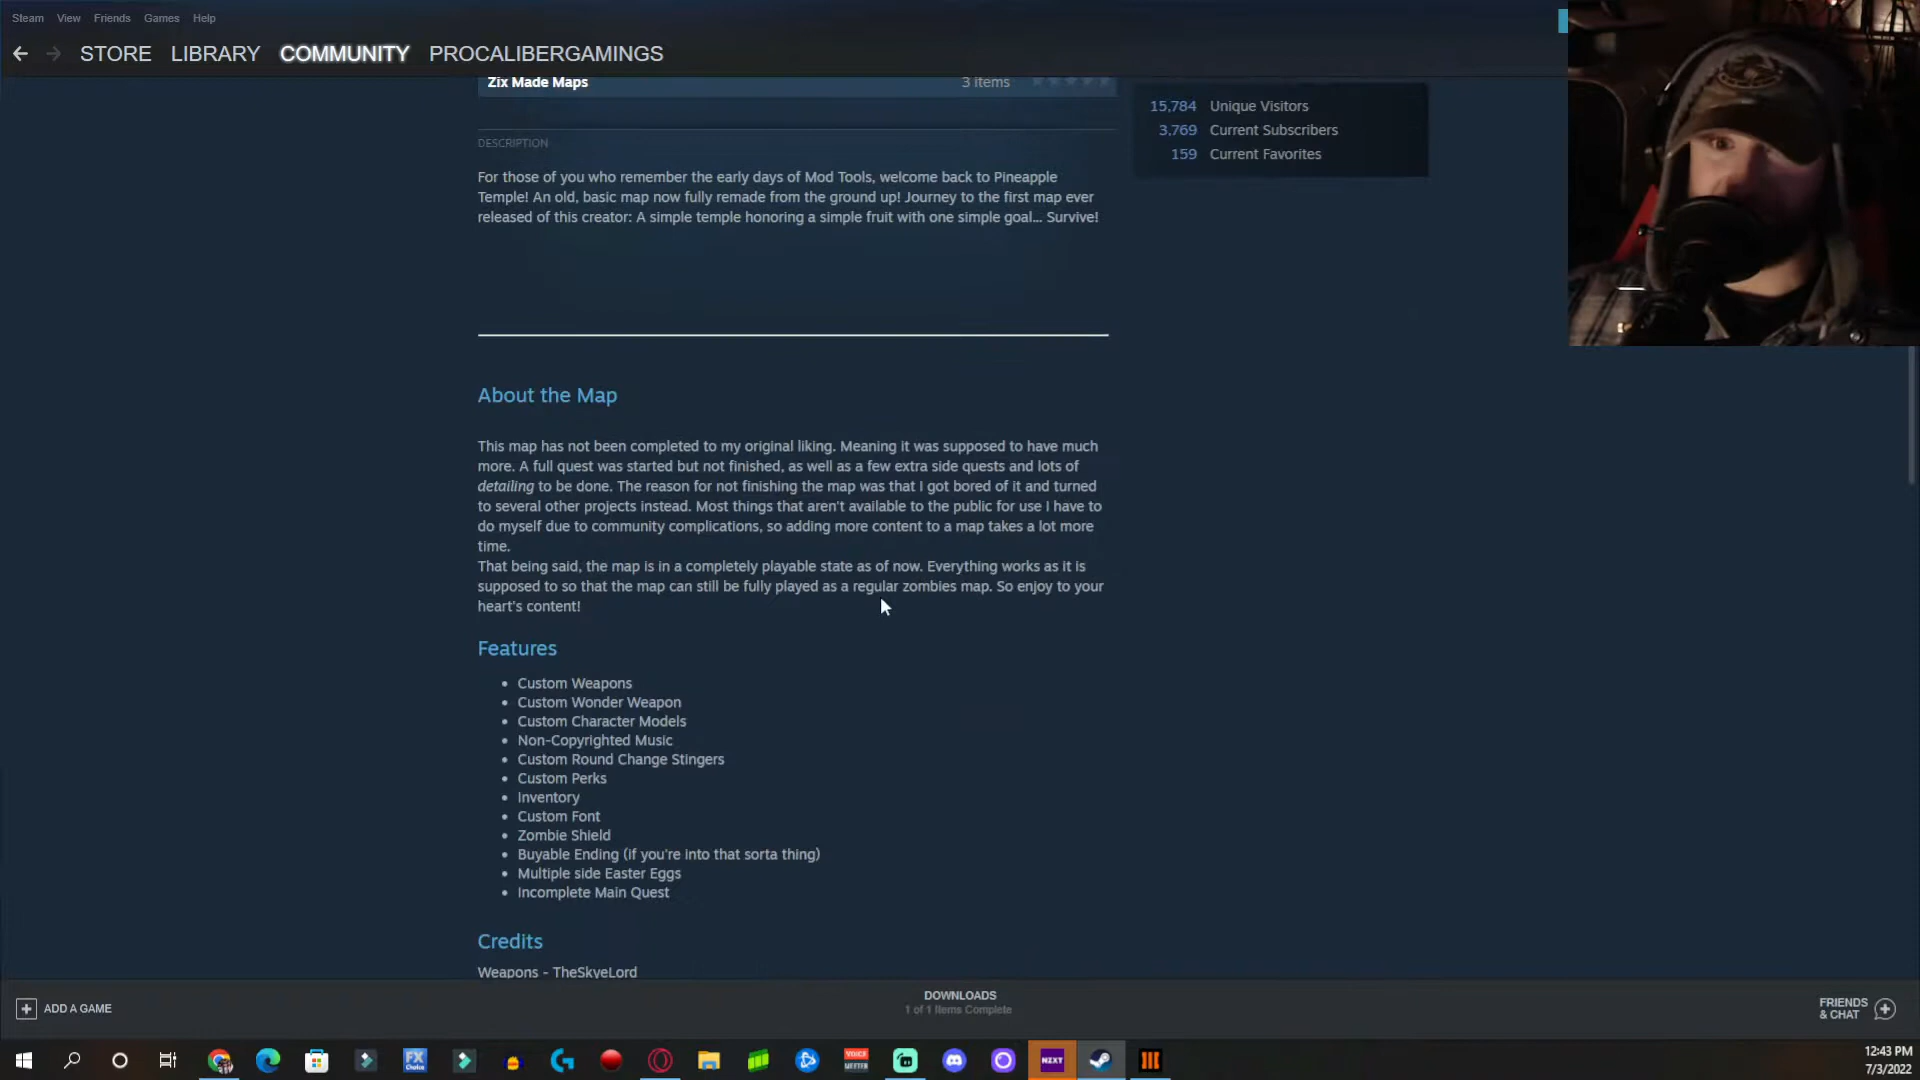 Steam View Friends Games Help
STORE LIBRARY COMMUNITY PROCALIBERGAMINGS
Zix Made Maps 3 items
15,784 Unique Visitors
3,769 Current Subscribers
159 Current Favorites
DESCRIPTION
For those of you who remember the early days of Mod Tools, welcome back to Pineapple
Temple! An old, basic map now fully remade from the ground up! Journey to the first map ever
released of this creator: A simple temple honoring a simple fruit with one simple goal... Survive!
About the Map
This map has not been completed to my original liking. Meaning it was supposed to have much
more. A full quest was started but not finished, as well as a few extra side quests and lots of
detailing to be done. The reason for not finishing the map was that I got bored of it and turned
to several other projects instead. Most things that aren't available to the public for use I have to
do myself due to community complications, so adding more content to a map takes a lot more
time.
That being said, the map is in a completely playable state as of now. Everything works as it is
supposed to so that the map can still be fully played as a regular zombies map. So enjoy to your
heart's content!
Features
• Custom Weapons
• Custom Wonder Weapon
• Custom Character Models
• Non-Copyrighted Music
• Custom Round Change Stingers
• Custom Perks
• Inventory
• Custom Font
• Zombie Shield
• Buyable Ending (if you're into that sorta thing)
• Multiple side Easter Eggs
• Incomplete Main Quest
Credits
Weapons - TheSkyeLord
ADD A GAME
DOWNLOADS
1 of 1 Items Complete
FRIENDS
& CHAT
FX
Choice
VOICE
MEETER
NZXT
12:43 PM
7/3/2022